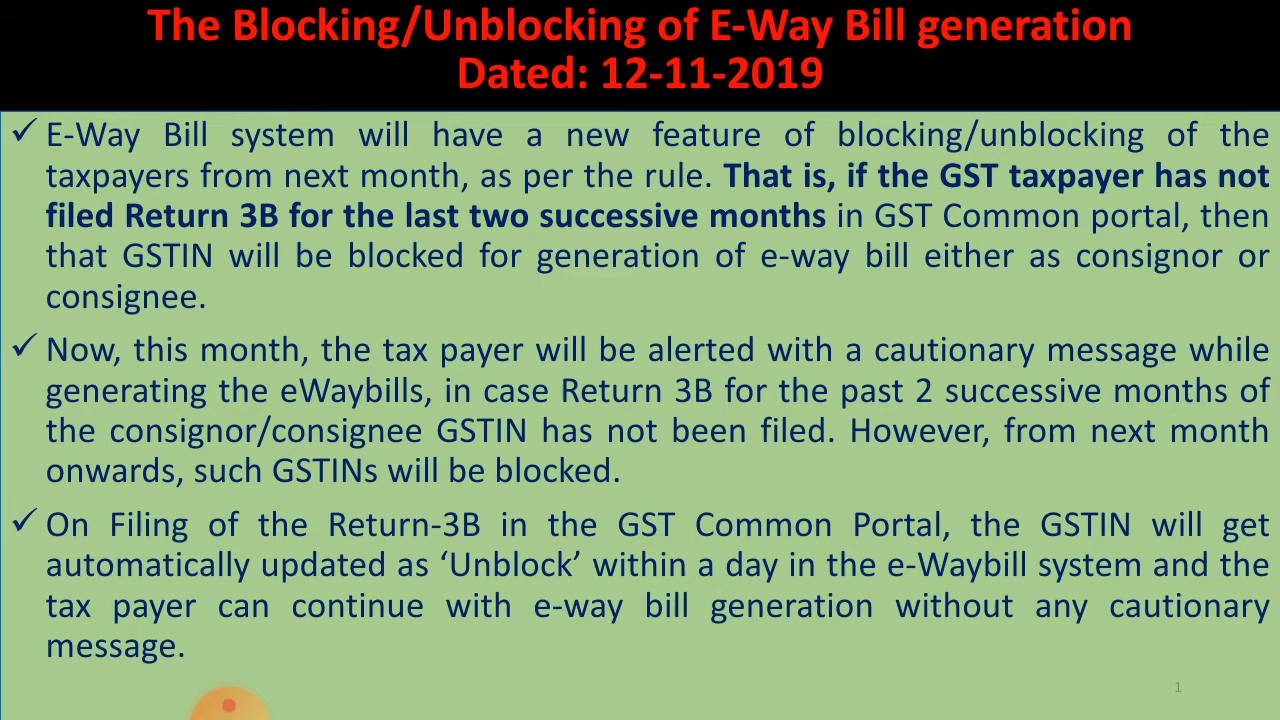 The Blocking/Unblocking of E-Way Bill generation
Dated: 12-11-2019
✓ E-Way Bill system will have a new feature of blocking/unblocking of the
taxpayers from next month, as per the rule. That is, if the GST taxpayer has not
filed Return 3B for the last two successive months in GST Common portal, then
that GSTIN will be blocked for generation of e-way bill either as consignor or
consignee.
✓ Now, this month, the tax payer will be alerted with a cautionary message while
generating the eWaybills, in case Return 3B for the past 2 successive months of
the consignor/consignee GSTIN has not been filed. However, from next month
onwards, such GSTINs will be blocked.
✓ On Filing of the Return-3B in the GST Common Portal, the GSTIN will get
automatically updated as ‘Unblock’ within a day in the e-Waybill system and the
tax payer can continue with e-way bill generation without any cautionary
message.
1